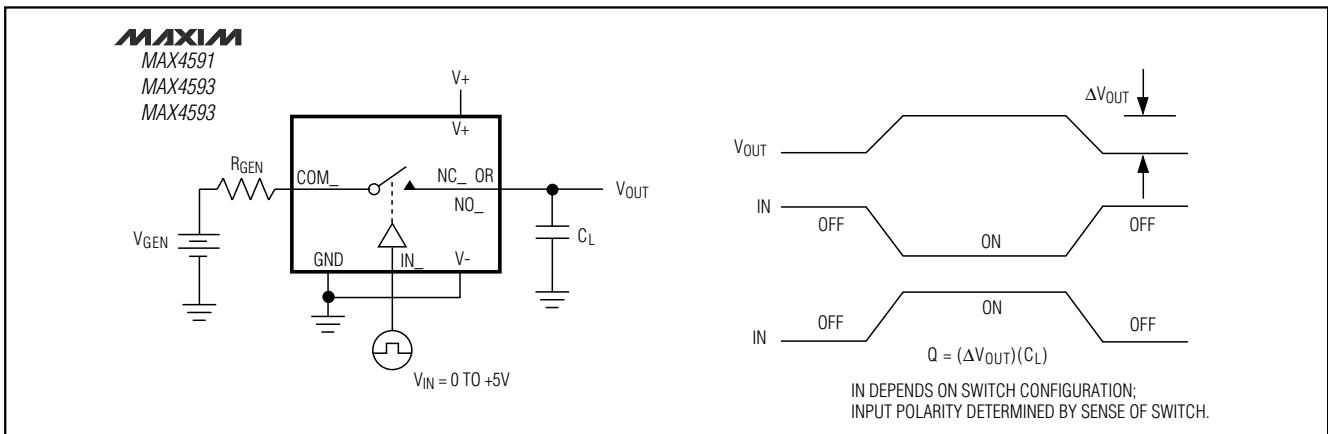 MAXIM
MAX4591
MAX4593
MAX4593
V+
V+
RGEN
COM_
NC_ OR
NO_
VOUT
VGEN
CL
GND
IN_
V-
VIN = 0 TO +5V
ΔVOUT
VOUT
IN
OFF
ON
OFF
IN
OFF
ON
OFF
Q = (ΔVOUT)(CL)
IN DEPENDS ON SWITCH CONFIGURATION;
INPUT POLARITY DETERMINED BY SENSE OF SWITCH.